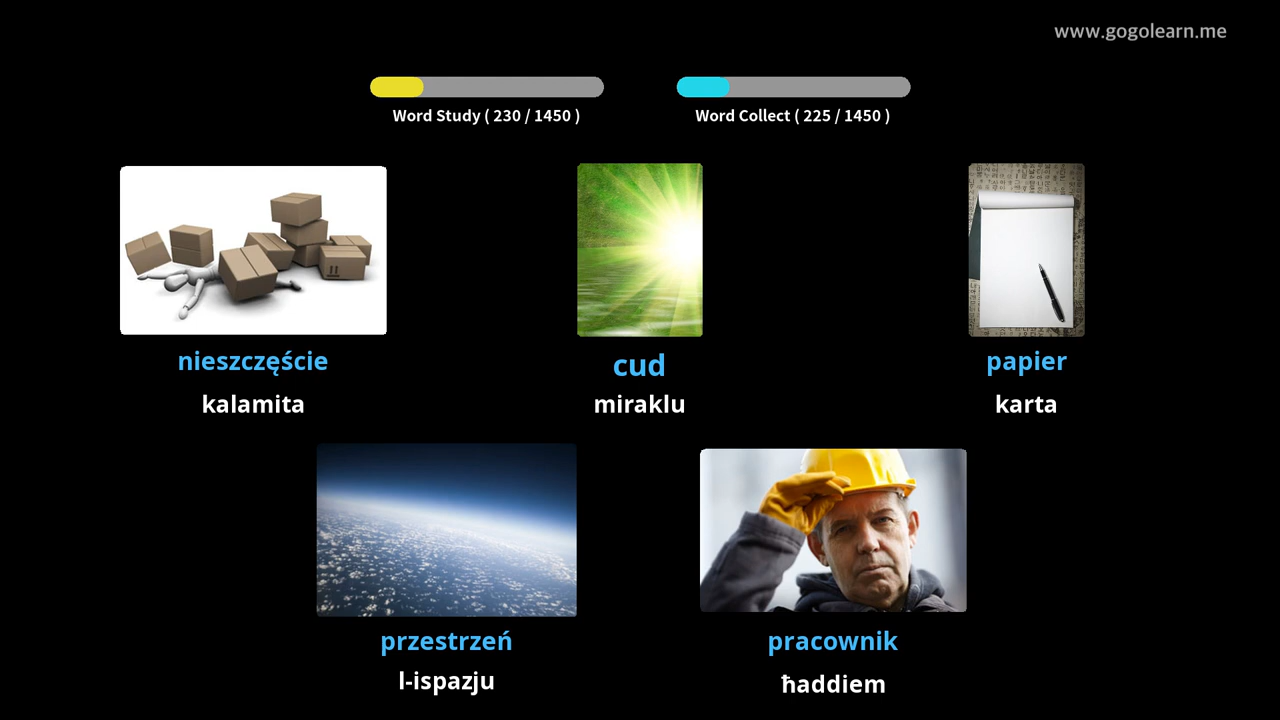 www.gogolearn.me
Word Study ( 230 / 1450 )
Word Collect ( 225 / 1450 )
nieszczęście
kalamita
cud
miraklu
papier
karta
przestrzeń
l-ispazju
pracownik
ħaddiem